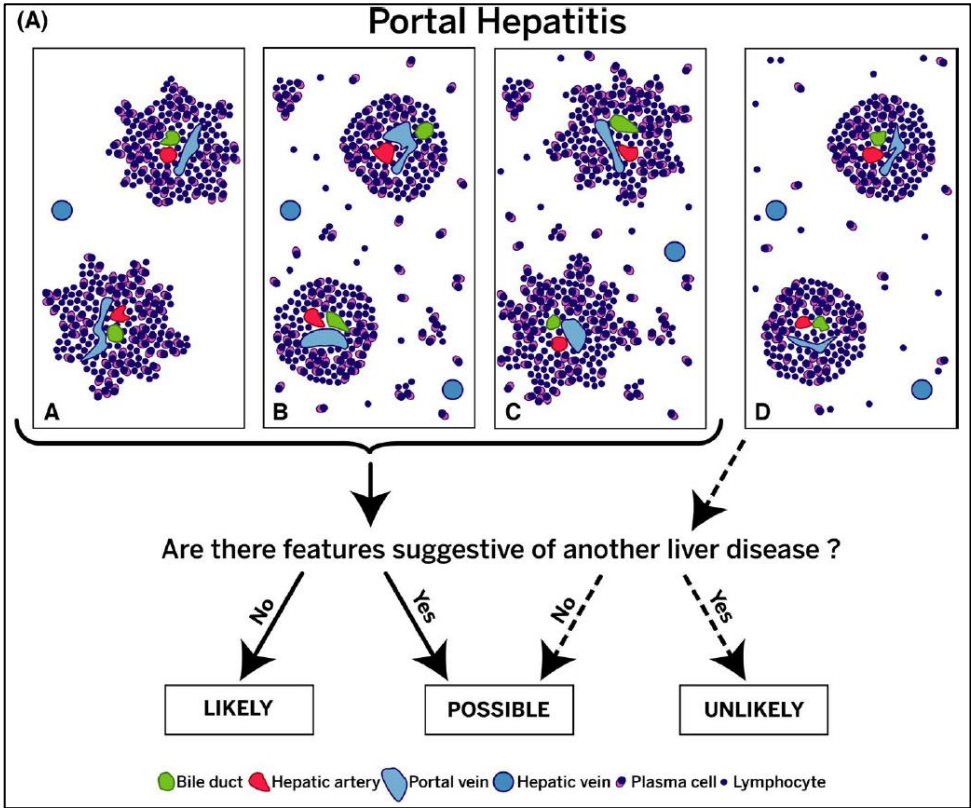 (A)
Portal Hepatitis
A
B
C
D
Are there features suggestive of another liver disease ?
No
Yes
No
Yes
LIKELY
POSSIBLE
UNLIKELY
Bile duct Hepatic artery Portal vein Hepatic vein Plasma cell Lymphocyte